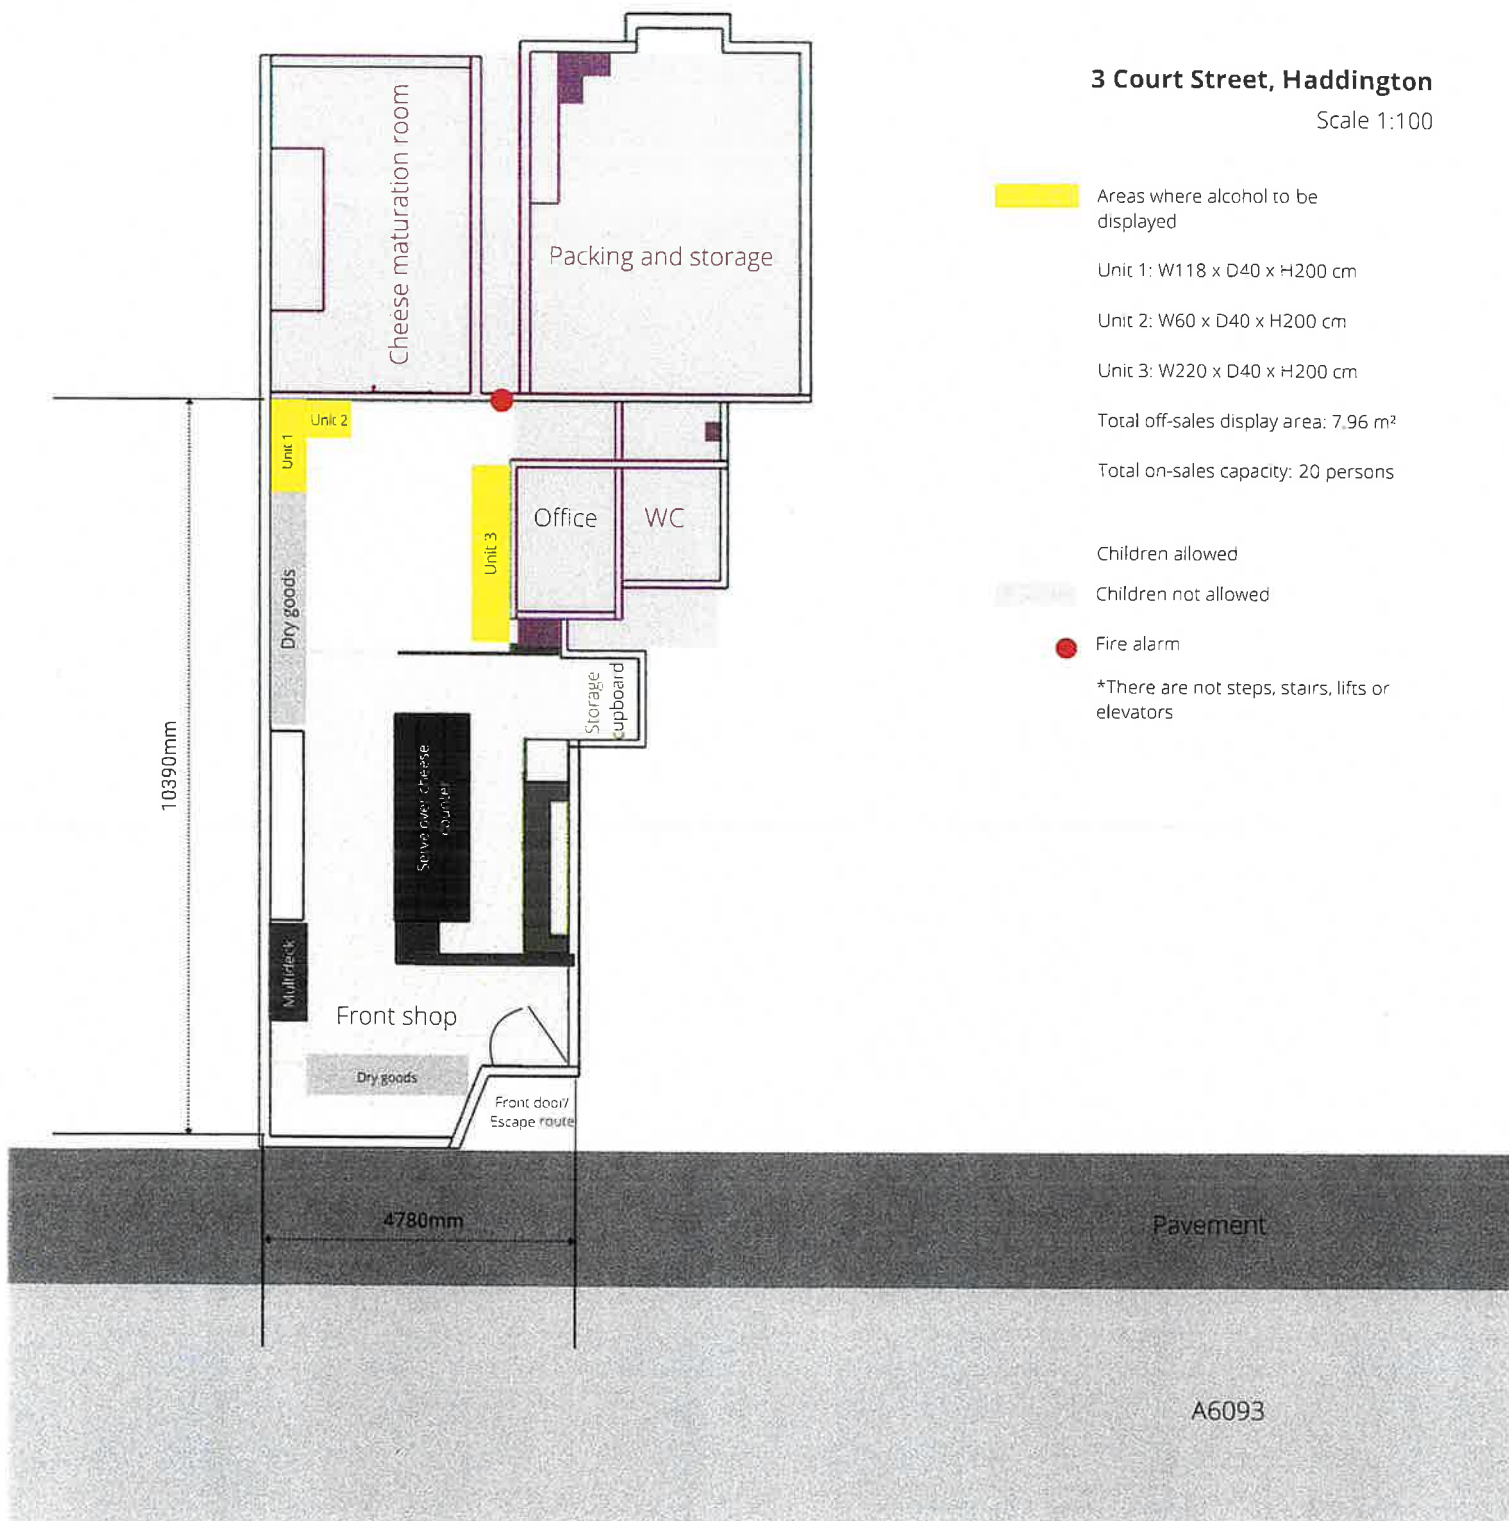 3 Court Street, Haddington
Scale 1:100
Areas where alcohol to be
displayed
Unit 1: W118 x D40 x H200 cm
Unit 2: W60 x D40 x H200 cm
Unit 3: W220 x D40 x H200 cm
Total off-sales display area: 7.96 m²
Total on-sales capacity: 20 persons
Children allowed
Children not allowed
Fire alarm
*There are not steps, stairs, lifts or
elevators
Cheese maturation room
Packing and storage
Unit 2
Unit 1
Unit 3
Office
WC
Dry goods
Storage
cupboard
10390mm
Serve over cheese
counter
Multideck
Front shop
Dry goods
Front door/
Escape route
4780mm
Pavement
A6093